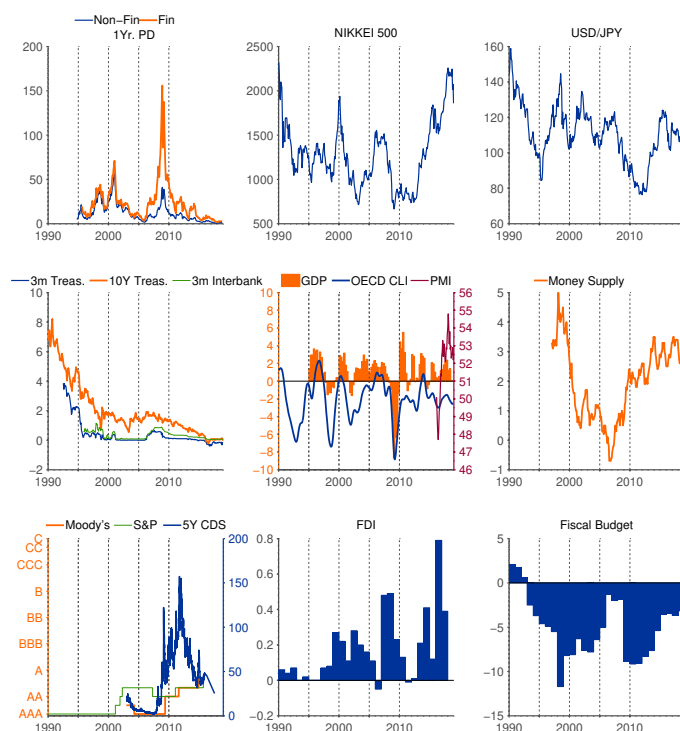 Non-Fin Fin
1Yr. PD
200
150
100
50
0
1990 2000 2010
NIKKEI 500
2500
2100
1700
1300
900
500
1990 2000 2010
USD/JPY
160
140
120
100
80
60
1990 2000 2010
3m Treas. 10Y Treas. 3m Interbank
10
8
6
4
2
0
−2
1990 2000 2010
GDP OECD CLI PMI
10
8
6
4
2
0
−2
−4
−6
−8
−10
56
55
54
53
52
51
50
49
48
47
46
1990 2000 2010
Money Supply
5
4
3
2
1
0
−1
1990 2000 2010
Moody's S&P 5Y CDS
C
CC
CCC
B
BB
BBB
A
AA
AAA
200
150
100
50
0
1990 2000 2010
FDI
0.8
0.6
0.4
0.2
0
−0.2
1990 2000 2010
Fiscal Budget
5
0
−5
−10
−15
1990 2000 2010